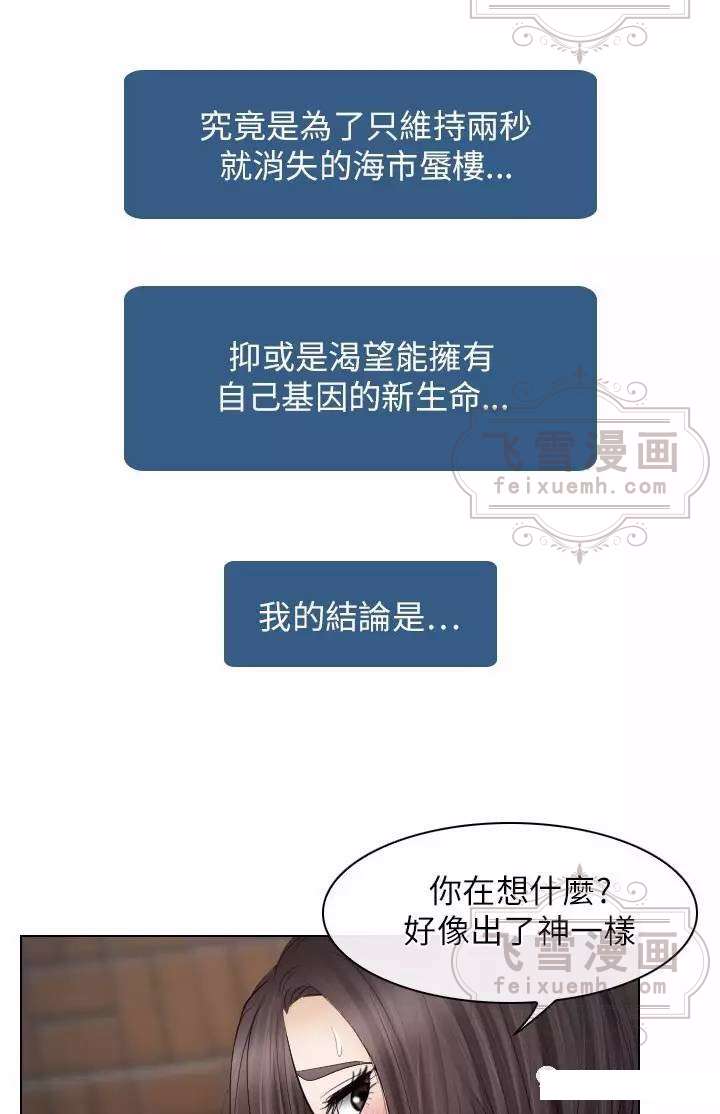 究竟是為了只維持兩秒
就消失的海市蜃樓...
抑或是渴望能擁有
自己基因的新生命...
飞雪漫画
feixuemh.com
我的結論是...
你在想什麼?
好像出了神一樣
飞雪漫画
feixuemh.com